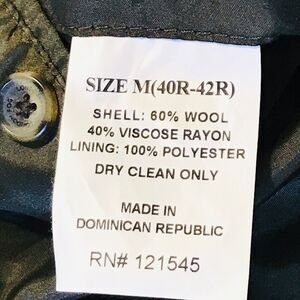 SIZE M(40R-42R)
SHELL: 60% WOOL
40% VISCOSE RAYON
LINING: 100% POLYESTER
DRY CLEAN ONLY
MADE IN
DOMINICAN REPUBLIC
RN# 121545